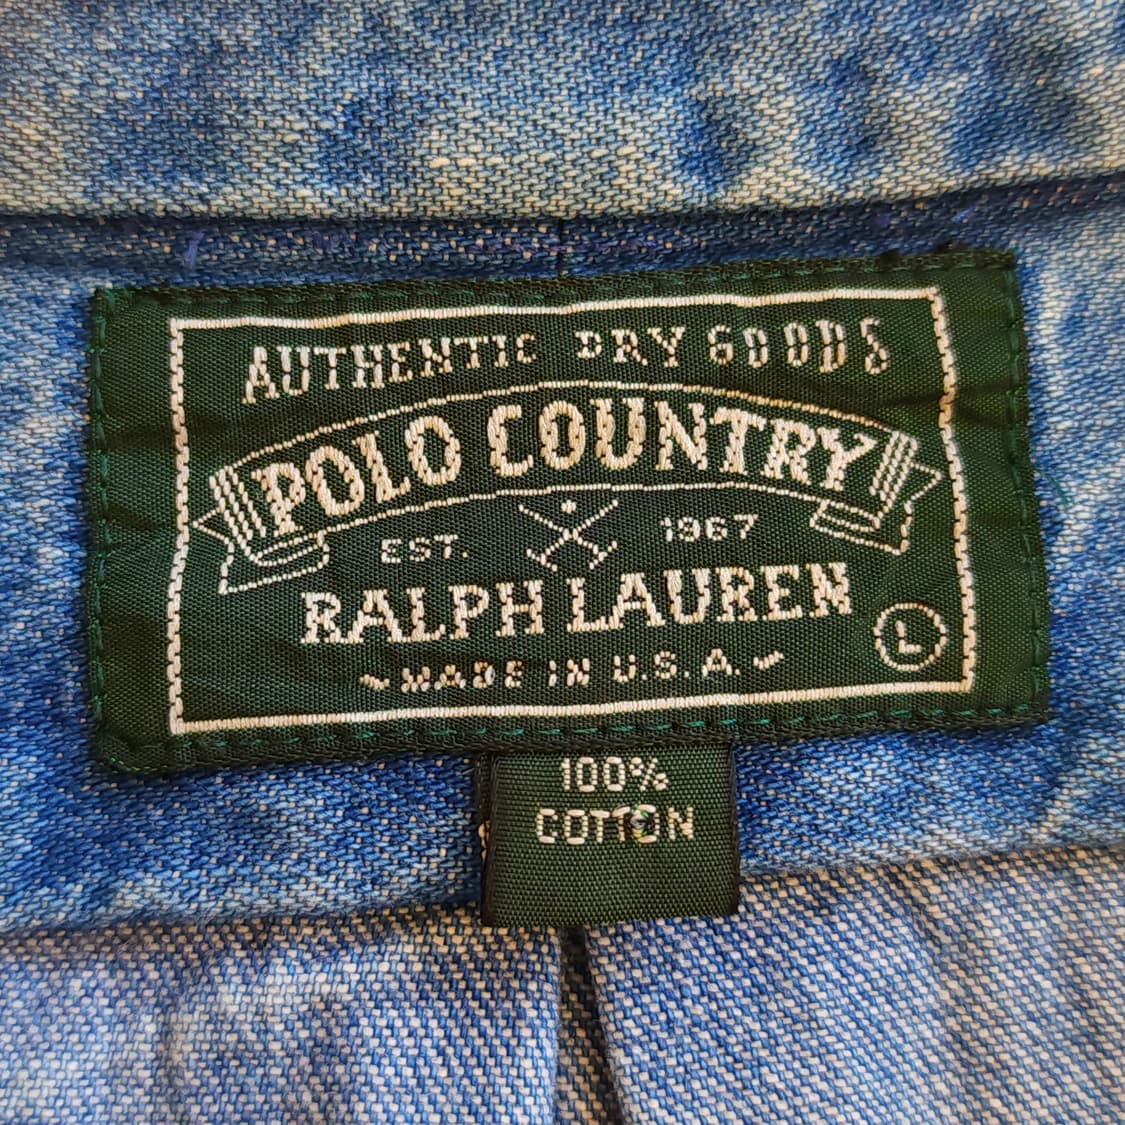 AUTHENTIC DRY GOODS
POLO COUNTRY
EST. 1967
RALPH LAUREN
L
~MADE IN U.S.A.~
100%
COTTON